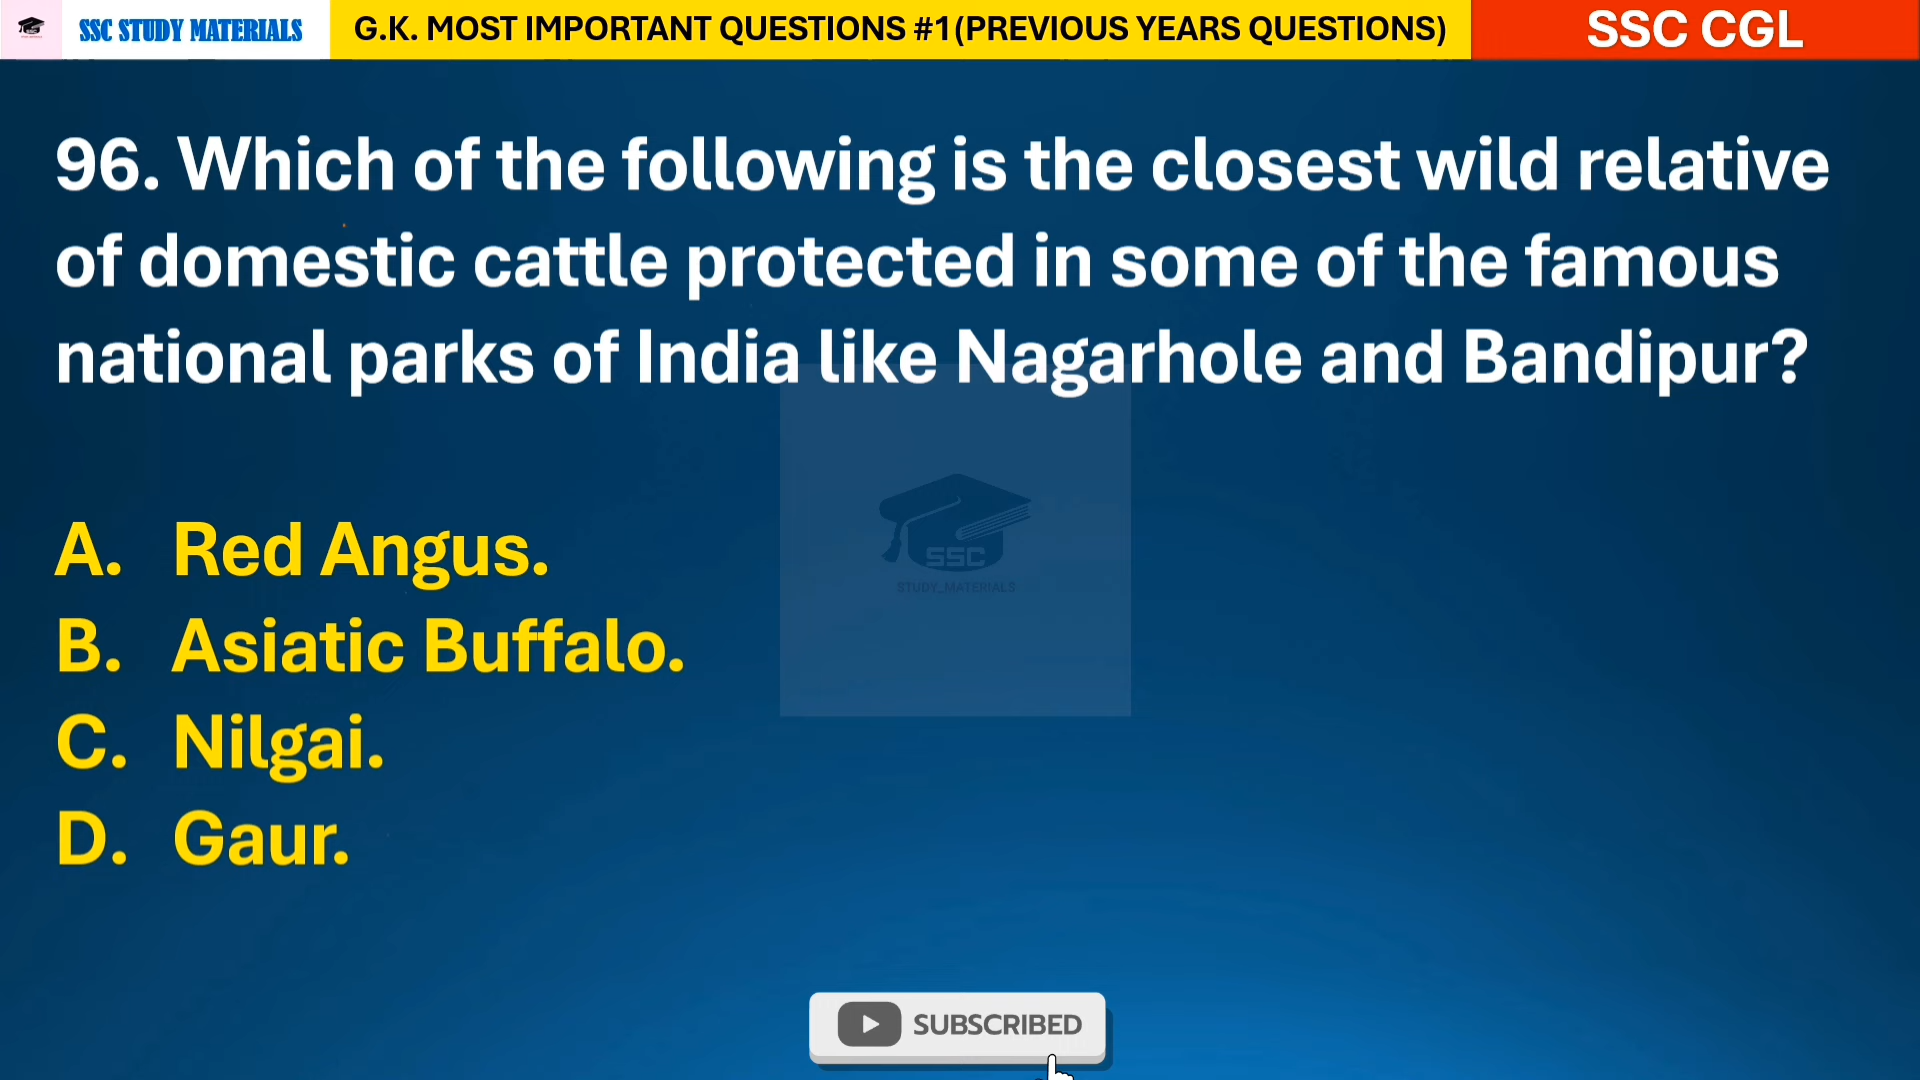 SSC STUDY MATERIALS
G.K. MOST IMPORTANT QUESTIONS #1(PREVIOUS YEARS QUESTIONS)
SSC CGL
96. Which of the following is the closest wild relative
of domestic cattle protected in some of the famous
national parks of India like Nagarhole and Bandipur?
A. Red Angus.
B. Asiatic Buffalo.
C. Nilgai.
D. Gaur.
SSC
STUDY_MATERIALS
SUBSCRIBED